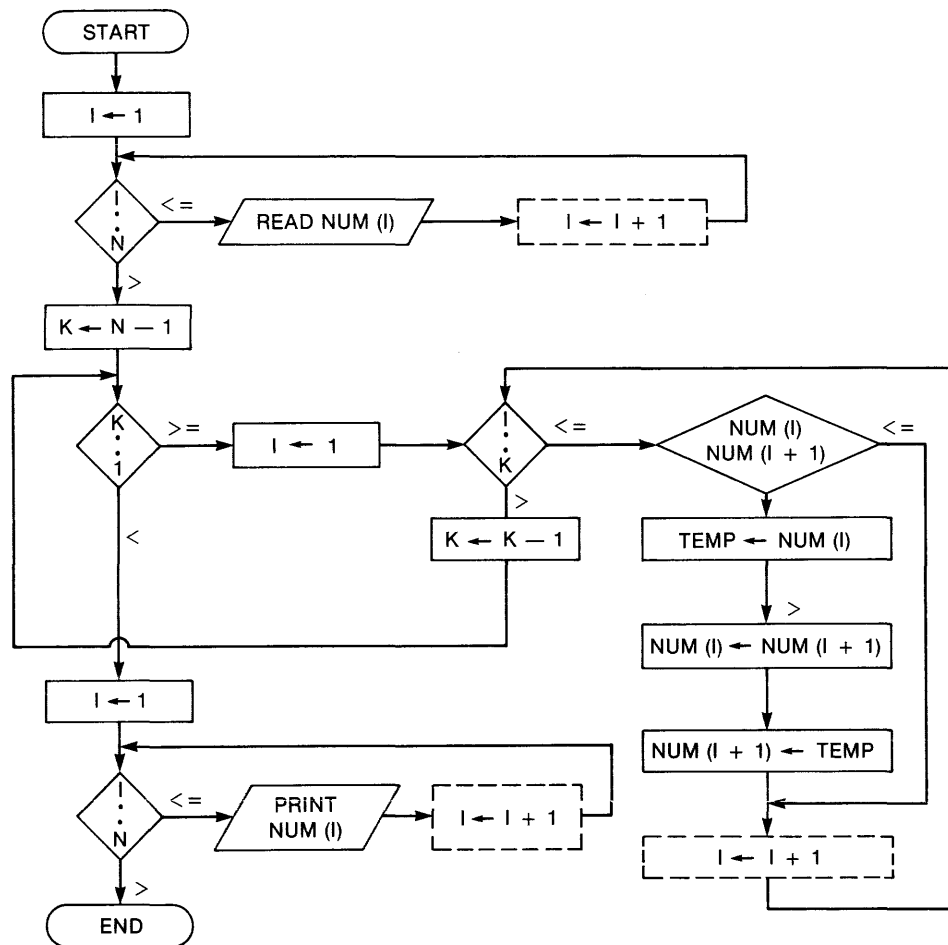 START
I ← 1
I
:
N
<=
READ NUM (I)
I ← I + 1
>
K ← N — 1
K
:
1
>=
I ← 1
I
:
K
<=
NUM (I)
NUM (I + 1)
<=
<
>
K ← K — 1
TEMP ← NUM (I)
>
NUM (I) ← NUM (I + 1)
I ← 1
NUM (I + 1) ← TEMP
I
:
N
<=
PRINT
NUM (I)
I ← I + 1
I ← I + 1
>
END